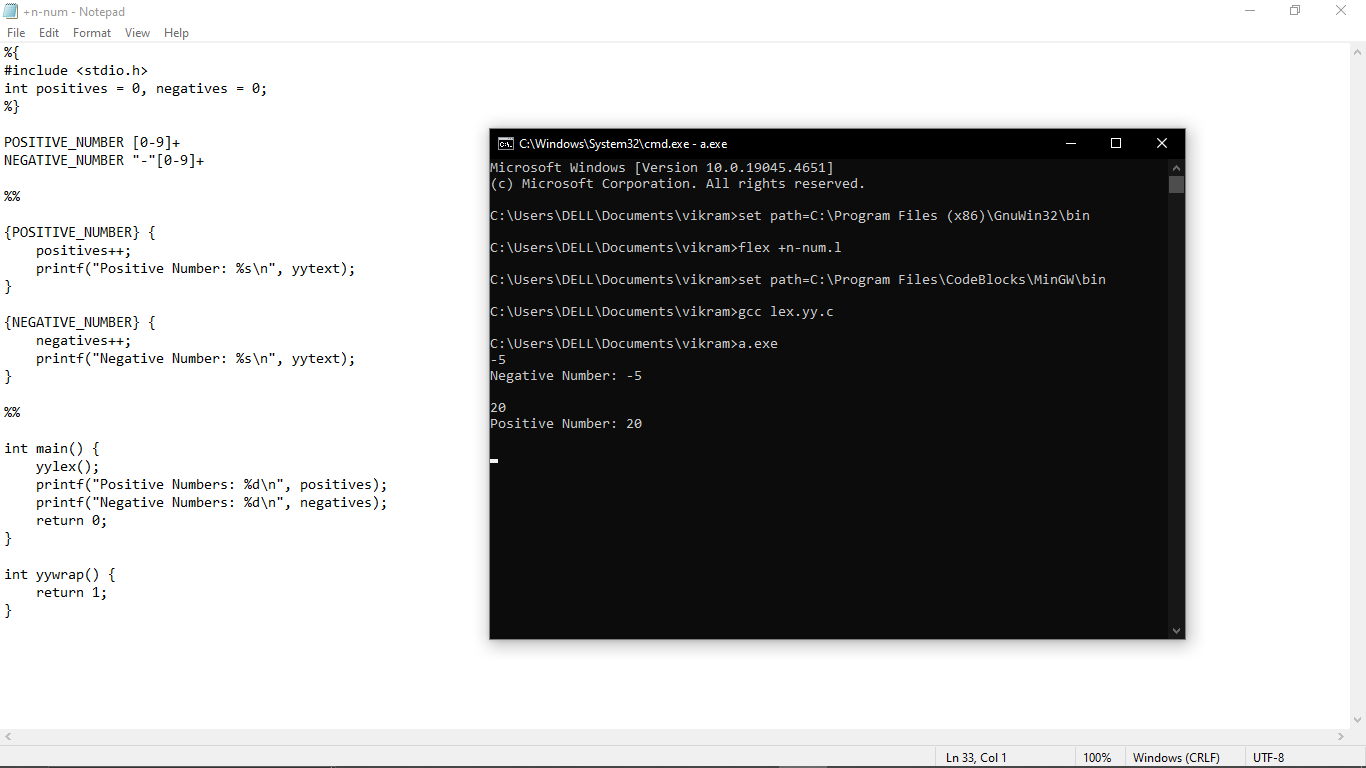 +n-num - Notepad
File Edit Format View Help
%{
#include <stdio.h>
int positives = 0, negatives = 0;
%}
POSITIVE_NUMBER [0-9]+
NEGATIVE_NUMBER "-"[0-9]+
%%
{POSITIVE_NUMBER} {
    positives++;
    printf("Positive Number: %s\n", yytext);
}
{NEGATIVE_NUMBER} {
    negatives++;
    printf("Negative Number: %s\n", yytext);
}
%%
int main() {
    yylex();
    printf("Positive Numbers: %d\n", positives);
    printf("Negative Numbers: %d\n", negatives);
    return 0;
}
int yywrap() {
    return 1;
}
C:\Windows\System32\cmd.exe - a.exe
Microsoft Windows [Version 10.0.19045.4651]
(c) Microsoft Corporation. All rights reserved.
C:\Users\DELL\Documents\vikram>set path=C:\Program Files (x86)\GnuWin32\bin
C:\Users\DELL\Documents\vikram>flex +n-num.l
C:\Users\DELL\Documents\vikram>set path=C:\Program Files\CodeBlocks\MinGW\bin
C:\Users\DELL\Documents\vikram>gcc lex.yy.c
C:\Users\DELL\Documents\vikram>a.exe
-5
Negative Number: -5
20
Positive Number: 20
Ln 33, Col 1 100% Windows (CRLF) UTF-8